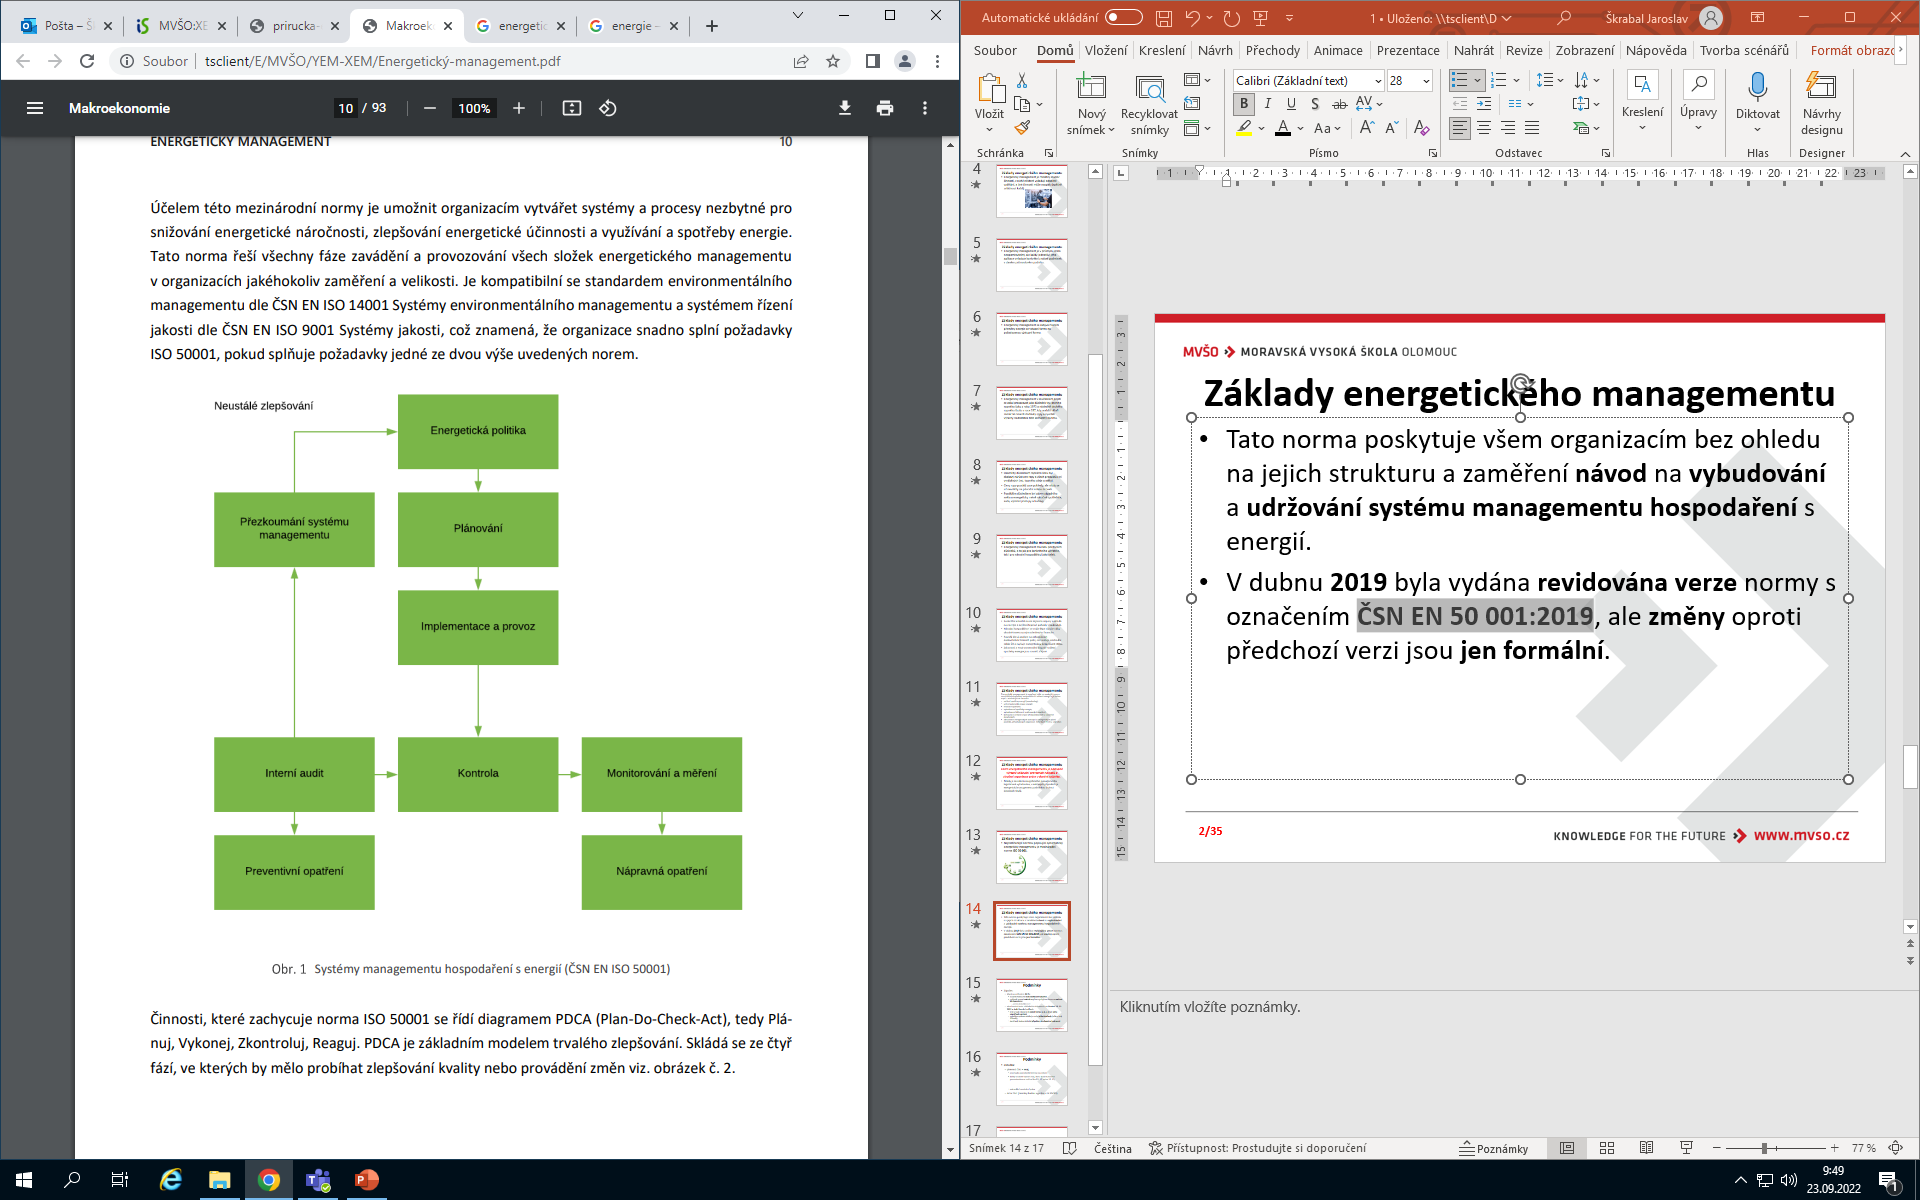 Pošta – Š
MVŠO:XE
prirucka-
Makroek
energetic
energie –
Soubor
tsclient/E/MVŠO/YEM-XEM/Energetický-management.pdf
Makroekonomie
10 / 93
100%
ENERGETICKÝ MANAGEMENT
10
Účelem této mezinárodní normy je umožnit organizacím vytvářet systémy a procesy nezbytné pro
snižování energetické náročnosti, zlepšování energetické účinnosti a využívání a spotřeby energie.
Tato norma řeší všechny fáze zavádění a provozování všech složek energetického managementu
v organizacích jakéhokoliv zaměření a velikosti. Je kompatibilní se standardem environmentálního
managementu dle ČSN EN ISO 14001 Systémy environmentálního managementu a systémem řízení
jakosti dle ČSN EN ISO 9001 Systémy jakosti, což znamená, že organizace snadno splní požadavky
ISO 50001, pokud splňuje požadavky jedné ze dvou výše uvedených norem.
Neustálé zlepšování
Energetická politika
Přezkoumání systému
managementu
Plánování
Implementace a provoz
Interní audit
Kontrola
Monitorování a měření
Preventivní opatření
Nápravná opatření
Obr. 1 Systémy managementu hospodaření s energií (ČSN EN ISO 50001)
Činnosti, které zachycuje norma ISO 50001 se řídí diagramem PDCA (Plan-Do-Check-Act), tedy Plá-
nuj, Vykonej, Zkontroluj, Reaguj. PDCA je základním modelem trvalého zlepšování. Skládá se ze čtyř
fází, ve kterých by mělo probíhat zlepšování kvality nebo provádění změn viz. obrázek č. 2.
Automatické ukládání
1 • Uloženo: \\tsclient\D
Škrabal Jaroslav
Soubor
Domů
Vložení
Kreslení
Návrh
Přechody
Animace
Prezentace
Nahrát
Revize
Zobrazení
Nápověda
Tvorba scénářů
Formát obrazc
Vložit
Nový
snímek
Recyklovat
snímky
Calibri (Základní text)
28
Kreslení
Úpravy
Diktovat
Návrhy
designu
Schránka
Snímky
Písmo
Odstavec
Hlas
Designer
4
5
6
7
8
9
10
11
12
13
14
15
16
17
MVŠO MORAVSKÁ VYSOKÁ ŠKOLA OLOMOUC
Základy energetického managementu
• Tato norma poskytuje všem organizacím bez ohledu
na jejich strukturu a zaměření návod na vybudování
a udržování systému managementu hospodaření s
energií.
• V dubnu 2019 byla vydána revidována verze normy s
označením ČSN EN 50 001:2019, ale změny oproti
předchozí verzi jsou jen formální.
2/35
KNOWLEDGE FOR THE FUTURE www.mvso.cz
Kliknutím vložíte poznámky.
Snímek 14 z 17
Čeština
Přístupnost: Prostudujte si doporučení
Poznámky
77 %
9:49
23.09.2022